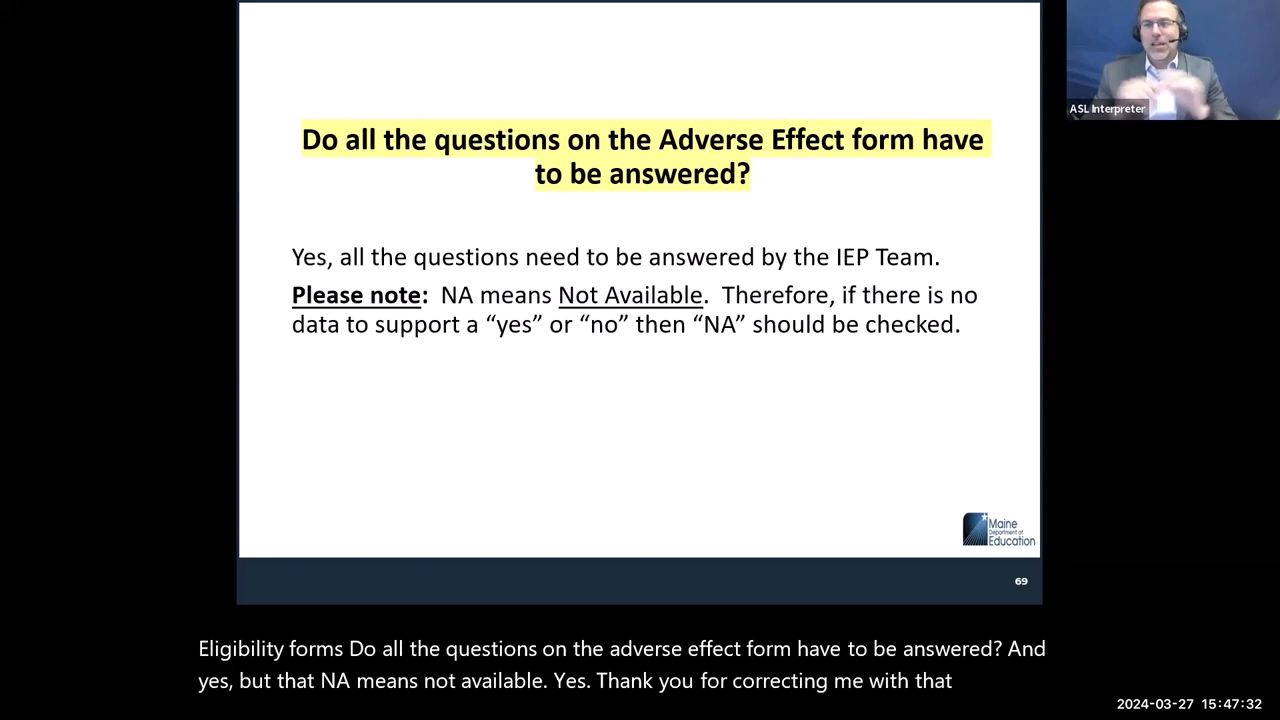 ASL Interpreter
Do all the questions on the Adverse Effect form have
to be answered?
Yes, all the questions need to be answered by the IEP Team.
Please note:  NA means Not Available.  Therefore, if there is no
data to support a “yes” or “no” then “NA” should be checked.
Maine
Department of
Education
69
Eligibility forms Do all the questions on the adverse effect form have to be answered? And
yes, but that NA means not available. Yes. Thank you for correcting me with that
2024-03-27 15:47:32